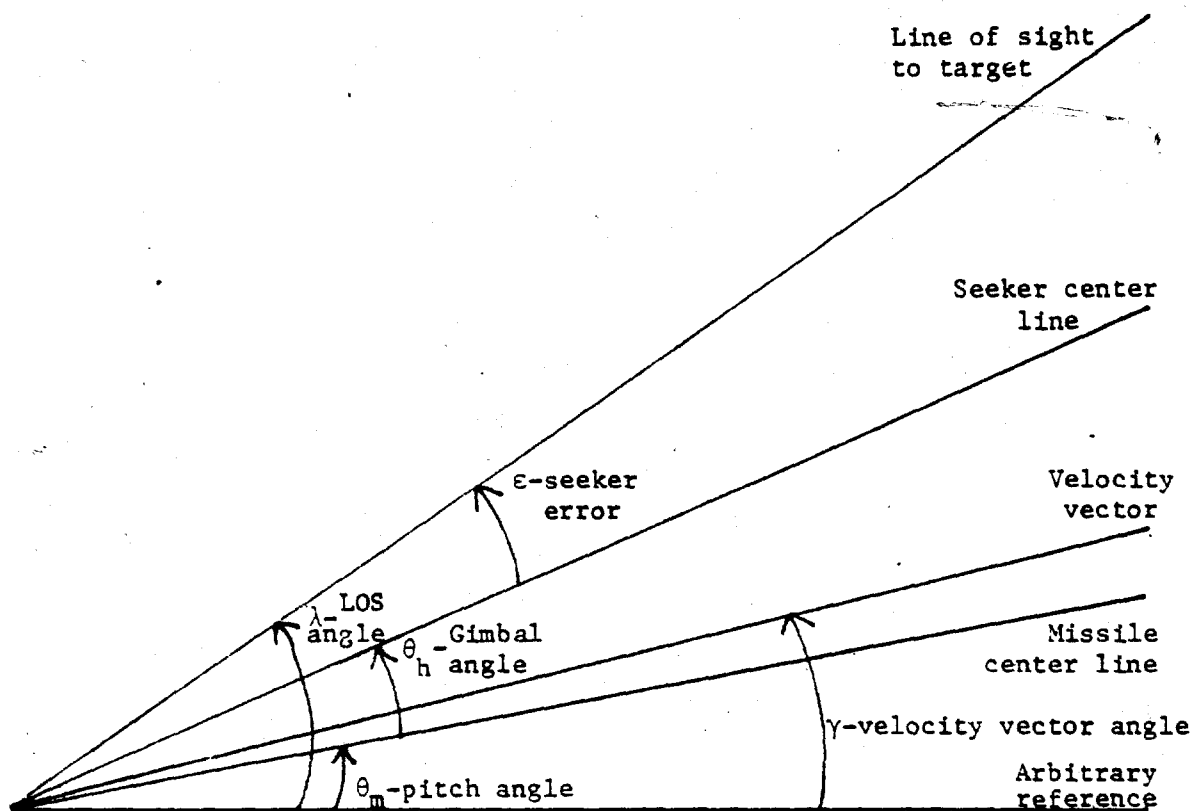 Line of sight
to target
Seeker center
line
ε-seeker
error
Velocity
vector
λ-LOS
angle
θh-Gimbal
angle
Missile
center line
γ-velocity vector angle
θm-pitch angle
Arbitrary
reference